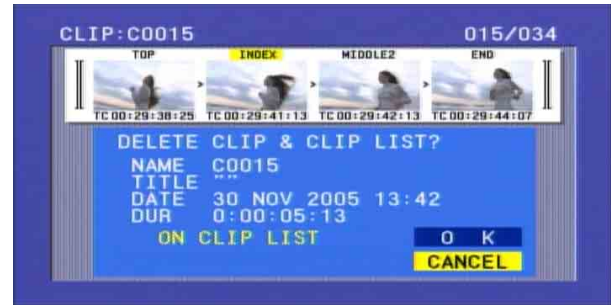 CLIP:C0015 015/034
TOP INDEX MIDDLE2 END
TC00:29:38:25 TC00:29:41:13 TC00:29:42:13 TC00:29:44:07
DELETE CLIP & CLIP LIST?
NAME C0015
TITLE ""
DATE 30 NOV 2005 13:42
DUR 0:00:05:13
ON CLIP LIST O K
CANCEL